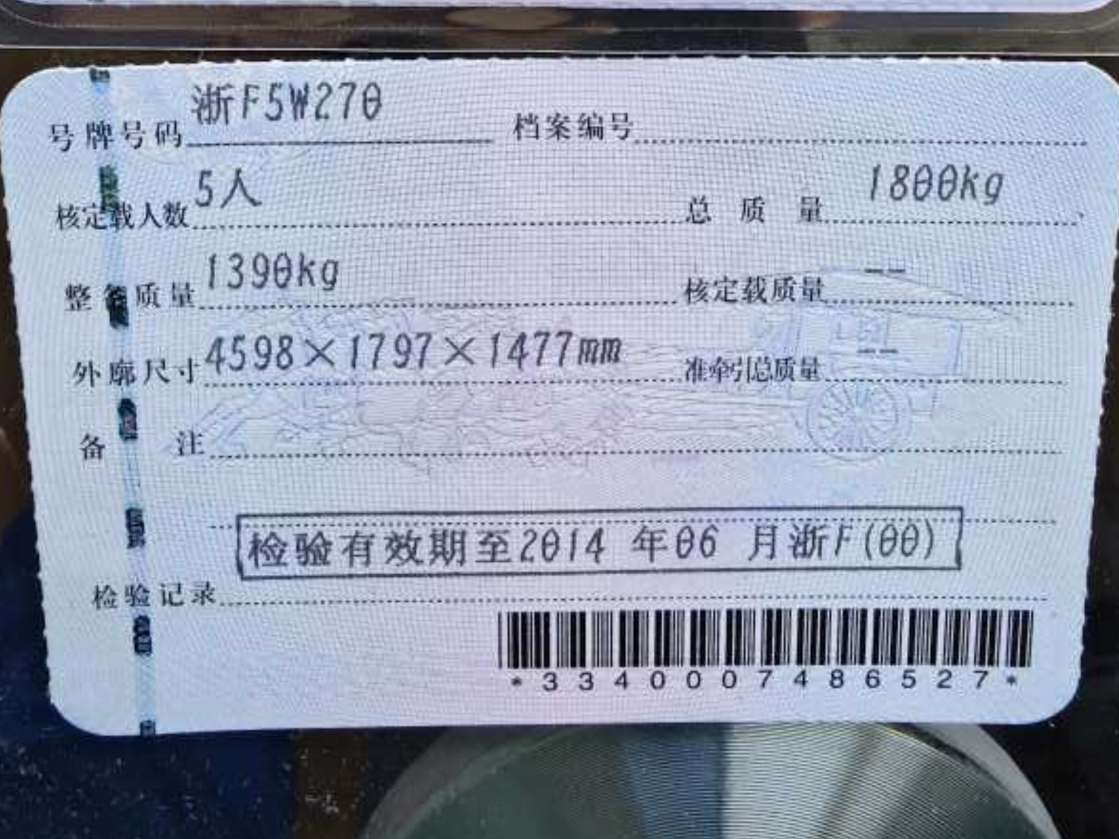 号牌号码 浙F5W270 档案编号
核定载人数 5人 总质量 1800kg
整备质量 1390kg 核定载质量 --
外廓尺寸 4598×1797×1477mm 准牵引总质量 --
备注
检验有效期至2014 年06 月浙F(00)
检验记录
*3340007486527*